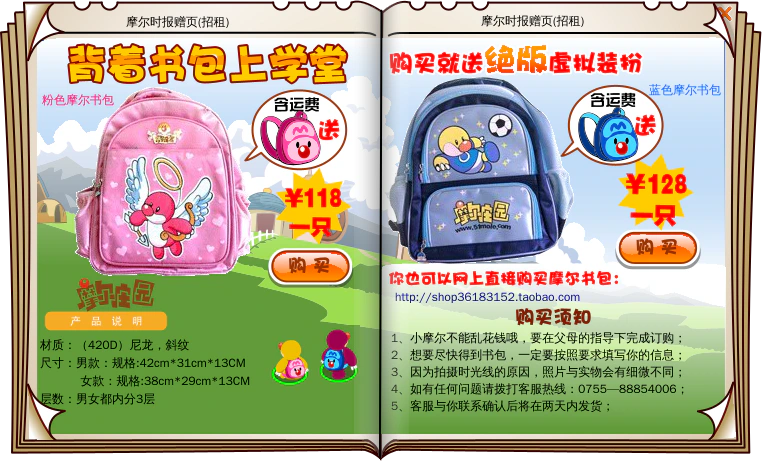 摩尔时报赠页(招租)
背着书包上学堂
粉色摩尔书包
含运费
送
¥118
一只
购买
摩尔庄园
产品说明
材质：（420D）尼龙，斜纹
尺寸：男款：规格:42cm*31cm*13CM
女款：规格:38cm*29cm*13CM
层数：男女都内分3层
摩尔时报赠页(招租)
购买就送绝版虚拟装扮
蓝色摩尔书包
含运费
送
¥128
一只
购买
摩尔庄园
www.51mole.com
你也可以网上直接购买摩尔书包：
http://shop36183152.taobao.com
购买须知
1、小摩尔不能乱花钱哦，要在父母的指导下完成订购；
2、想要尽快得到书包，一定要按照要求填写你的信息；
3、因为拍摄时光线的原因，照片与实物会有细微不同；
4、如有任何问题请拨打客服热线：0755—88854006；
5、客服与你联系确认后将在两天内发货；